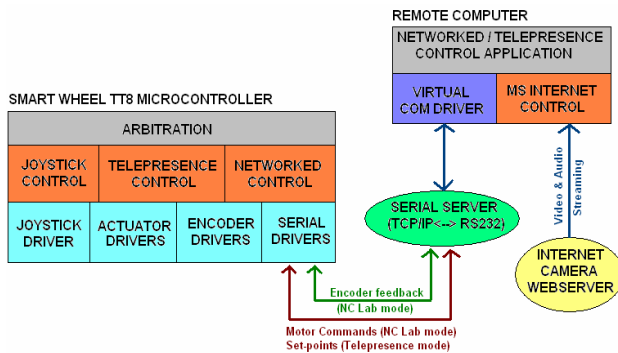 REMOTE COMPUTER
NETWORKED / TELEPRESENCE
CONTROL APPLICATION
VIRTUAL
COM DRIVER
MS INTERNET
CONTROL
SMART WHEEL TT8 MICROCONTROLLER
ARBITRATION
JOYSTICK
CONTROL
TELEPRESENCE
CONTROL
NETWORKED
CONTROL
JOYSTICK
DRIVER
ACTUATOR
DRIVERS
ENCODER
DRIVERS
SERIAL
DRIVERS
Video & Audio
Streaming
SERIAL SERVER
(TCP/IP<--> RS232)
INTERNET
CAMERA
WEBSERVER
Encoder feedback
(NC Lab mode)
Motor Commands (NC Lab mode)
Set-points (Telepresence mode)